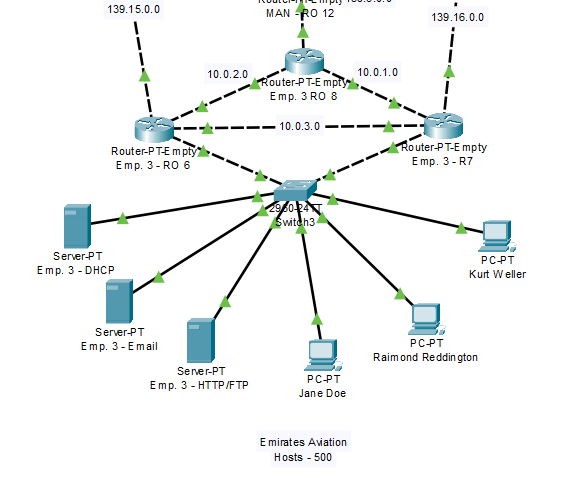 139.15.0.0
MAN - RO 12
139.16.0.0
10.0.2.0
10.0.1.0
Router-PT-Empty
Emp. 3 RO 8
10.0.3.0
Router-PT-Empty
Emp. 3 - RO 6
Router-PT-Empty
Emp. 3 - R7
2960-24TT
Switch3
Server-PT
Emp. 3 - DHCP
PC-PT
Kurt Weller
Server-PT
Emp. 3 - Email
PC-PT
Raimond Reddington
Server-PT
Emp. 3 - HTTP/FTP
PC-PT
Jane Doe
Emirates Aviation
Hosts - 500